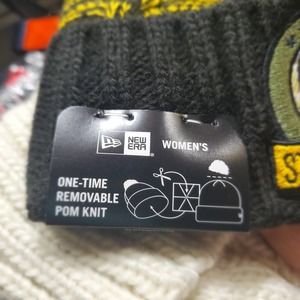 NEW
ERA
WOMEN'S
ONE-TIME
REMOVABLE
POM KNIT
S